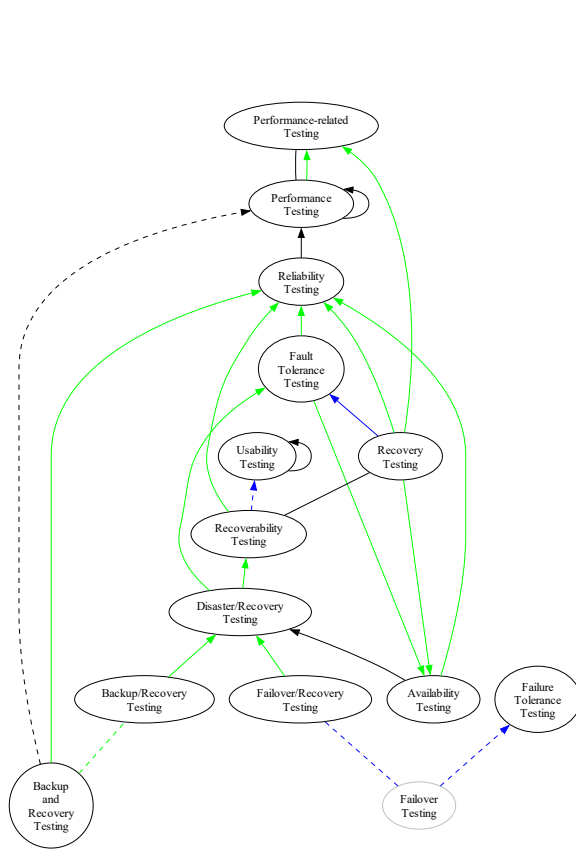 Performance-related
Testing
Performance
Testing
Reliability
Testing
Fault
Tolerance
Testing
Usability
Testing
Recovery
Testing
Recoverability
Testing
Disaster/Recovery
Testing
Backup/Recovery
Testing
Failover/Recovery
Testing
Availability
Testing
Failure
Tolerance
Testing
Backup
and
Recovery
Testing
Failover
Testing